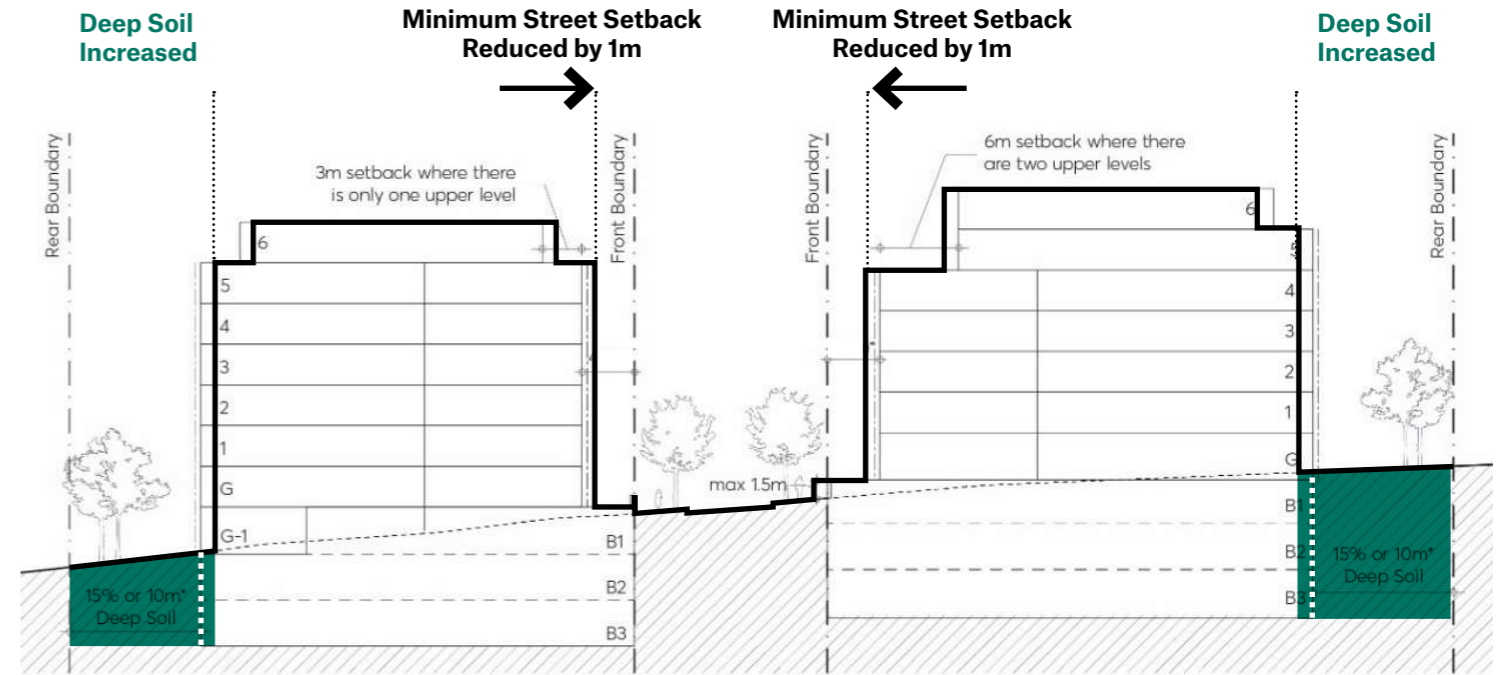 Deep Soil
Increased
Minimum Street Setback
Reduced by 1m
Minimum Street Setback
Reduced by 1m
Deep Soil
Increased
Rear Boundary
3m setback where there
is only one upper level
Front Boundary
Front Boundary
6m setback where there
are two upper levels
Rear Boundary
6
5
4
3
2
1
G
G-1
B1
B2
B3
15% or 10m*
Deep Soil
max 1.5m
6
4
3
2
1
G
B1
B2
B3
15% or 10m*
Deep Soil